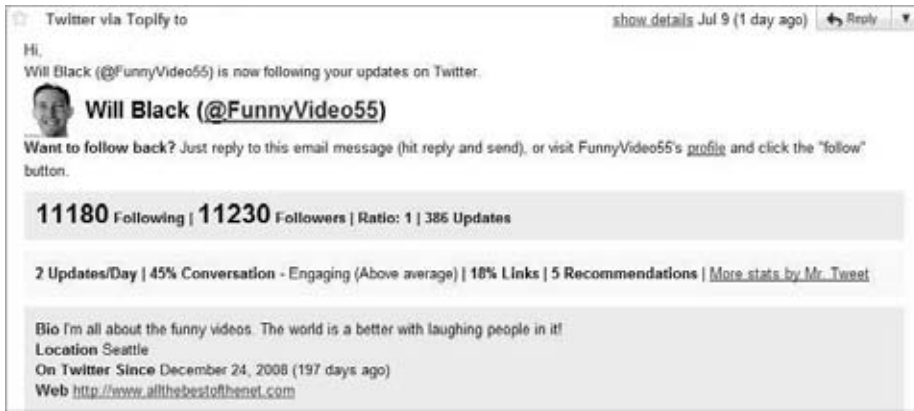 Twitter via Topify to show details Jul 9 (1 day ago) Reply
Hi,
Will Black (@FunnyVideo55) is now following your updates on Twitter.
Will Black (@FunnyVideo55)
Want to follow back? Just reply to this email message (hit reply and send), or visit FunnyVideo55's profile and click the "follow"
button.
11180 Following | 11230 Followers | Ratio: 1 | 386 Updates
2 Updates/Day | 45% Conversation - Engaging (Above average) | 18% Links | 5 Recommendations | More stats by Mr. Tweet
Bio I'm all about the funny videos. The world is a better with laughing people in it!
Location Seattle
On Twitter Since December 24, 2008 (197 days ago)
Web http://www.allthebestofthenet.com